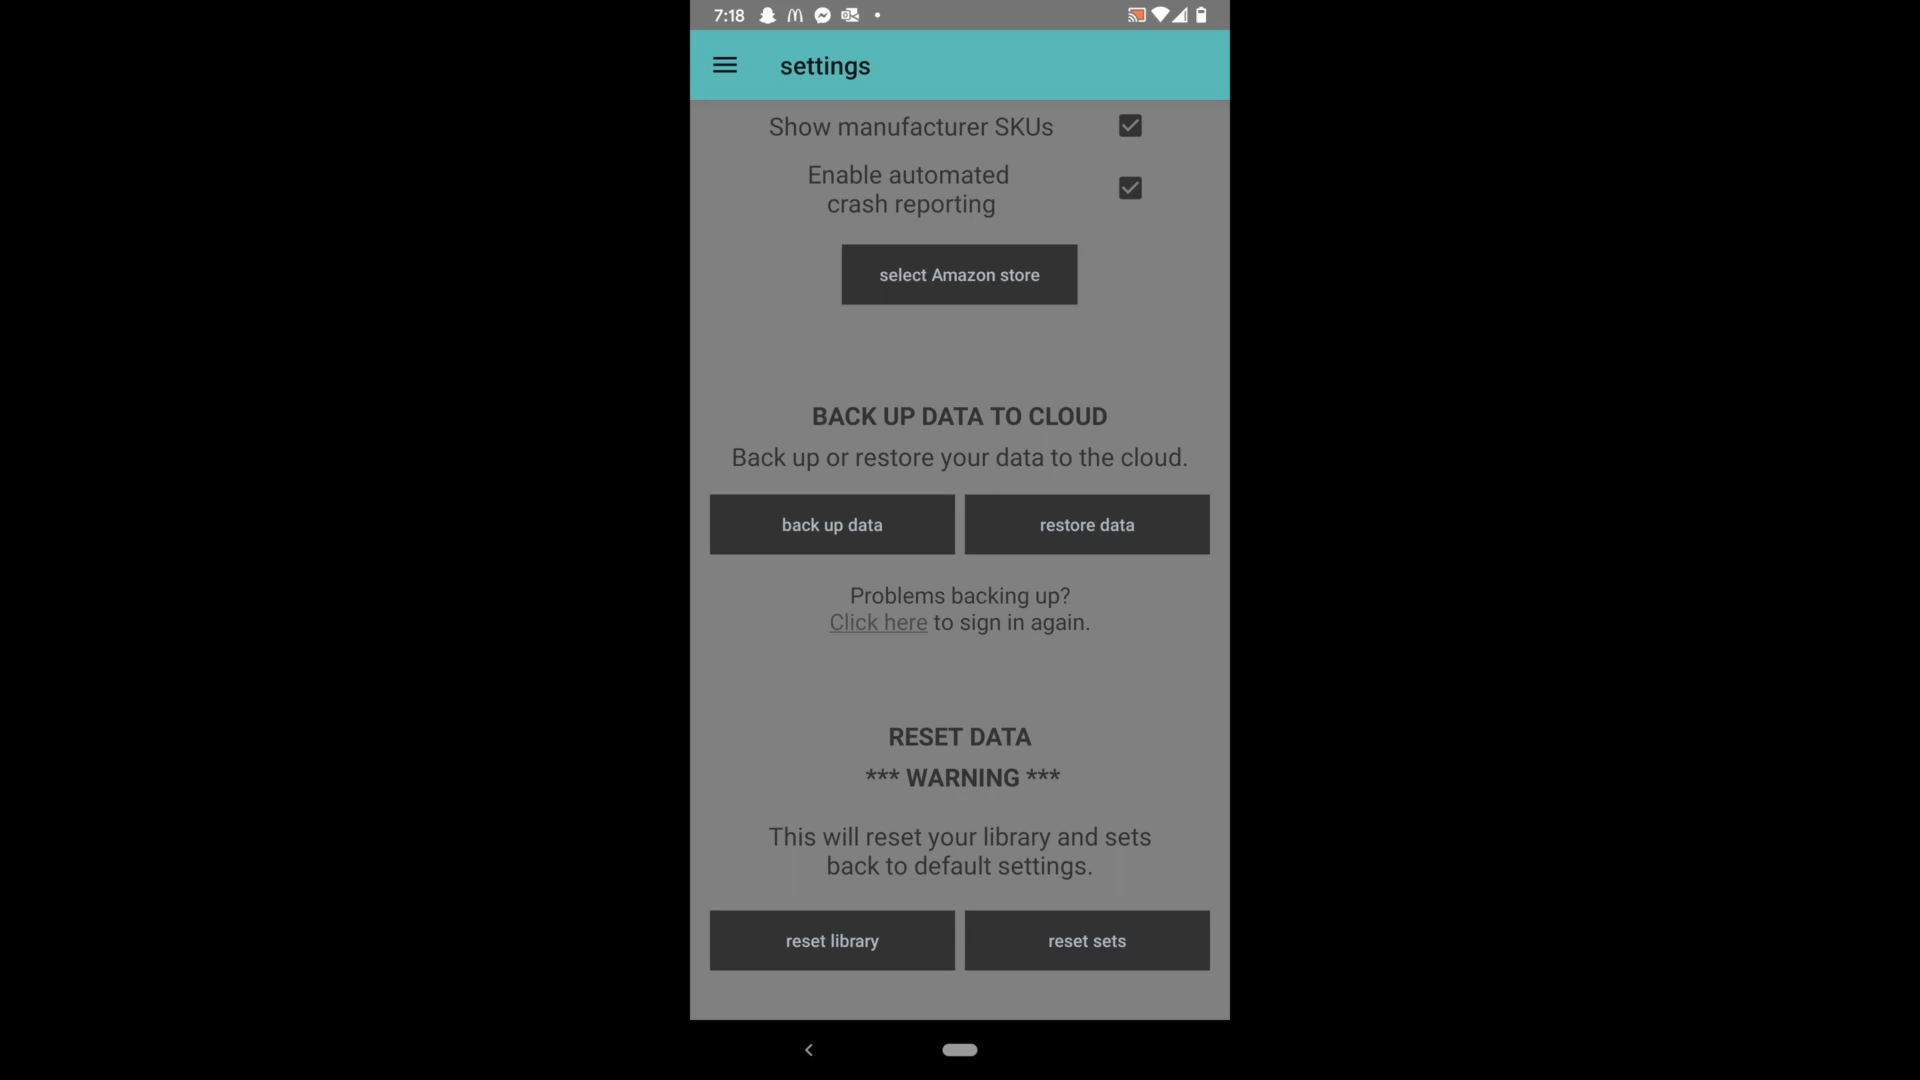 7:18
settings
Show manufacturer SKUs
Enable automated
crash reporting
select Amazon store
BACK UP DATA TO CLOUD
Back up or restore your data to the cloud.
back up data
restore data
Problems backing up?
Click here to sign in again.
RESET DATA
*** WARNING ***
This will reset your library and sets
back to default settings.
reset library
reset sets